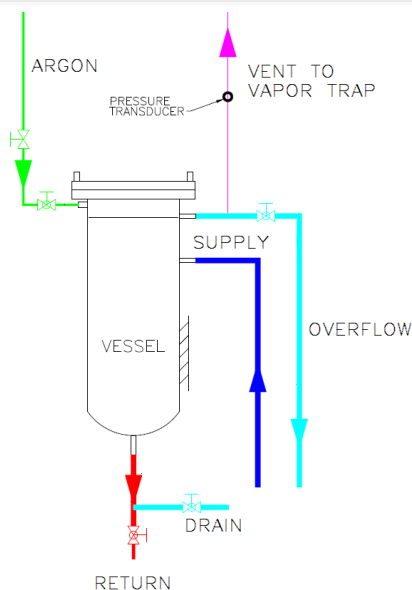 ARGON
VENT TO
VAPOR TRAP
PRESSURE
TRANSDUCER
SUPPLY
OVERFLOW
VESSEL
DRAIN
RETURN